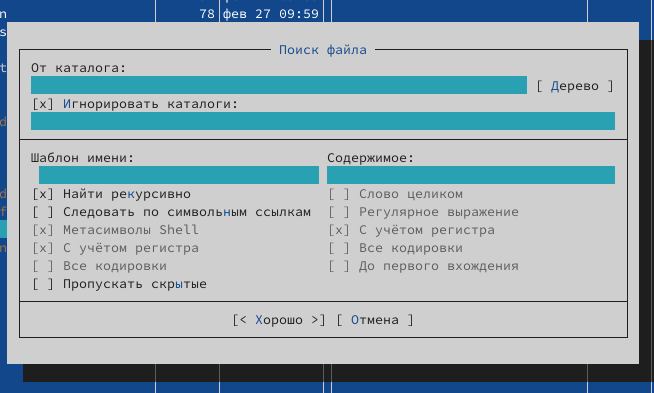 n 78 фев 27 09:59
s
Поиск файла
От каталога:
t
[ Дерево ]
[x] Игнорировать каталоги:
d
Шаблон имени: Содержимое:
d [x] Найти рекурсивно [ ] Слово целиком
f [ ] Следовать по символьным ссылкам [ ] Регулярное выражение
[x] Метасимволы Shell [x] С учётом регистра
n [x] С учётом регистра [ ] Все кодировки
[ ] Все кодировки [ ] До первого вхождения
[ ] Пропускать скрытые
[< Хорошо >] [ Отмена ]